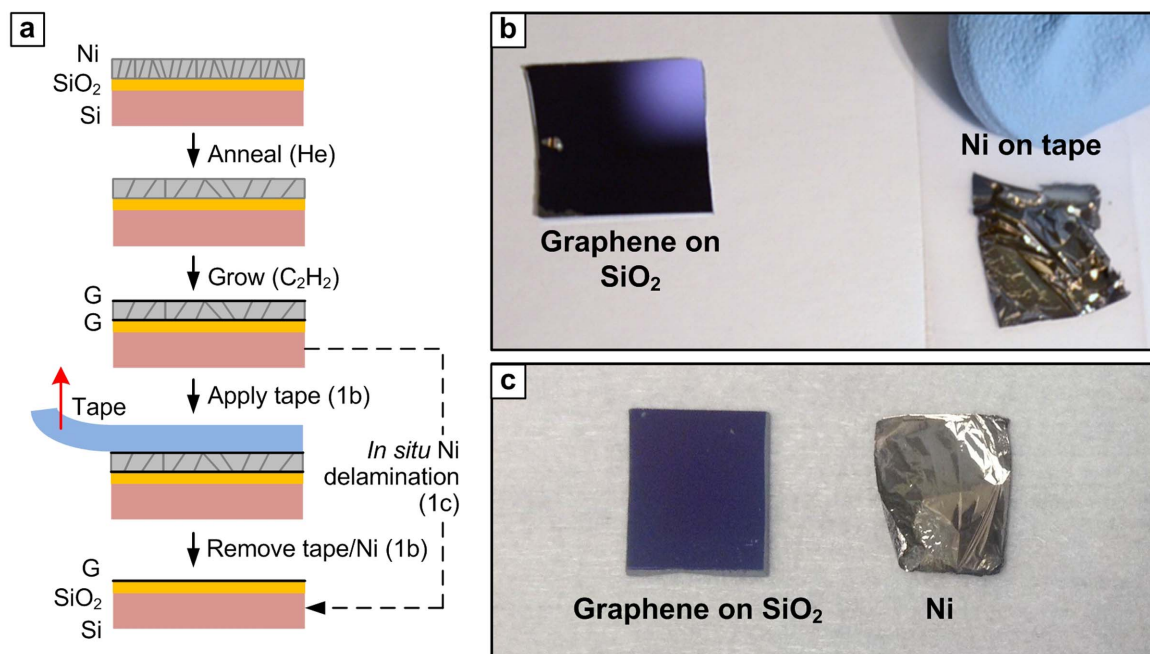 a
Ni
SiO₂
Si
Anneal (He)
Grow (C₂H₂)
G
G
Apply tape (1b)
Tape
In situ Ni
delamination
(1c)
Remove tape/Ni (1b)
G
SiO₂
Si
b
Graphene on
SiO₂
Ni on tape
c
Graphene on SiO₂
Ni